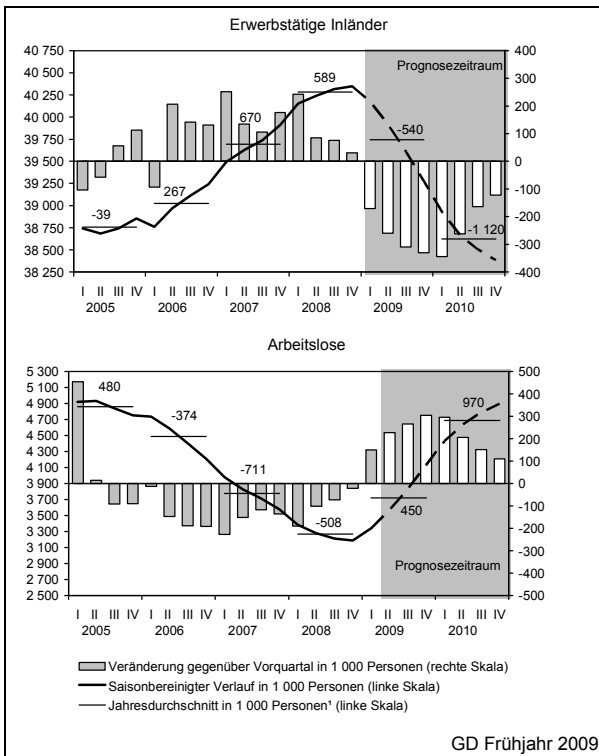 Erwerbstätige Inländer
40 750 400
40 500 Prognosezeitraum 300
40 250 589 200
40 000 670 100
39 750 -540
39 500 0
39 250 267 -100
39 000 -39 -200
38 750 -1 120 -300
38 500
38 250 -400
I II III IV I II III IV I II III IV I II III IV I II III IV I II III IV
2005 2006 2007 2008 2009 2010
Arbeitslose
5 300 500
5 100 480 970 400
4 900 300
4 700 -374 200
4 500 100
4 300
4 100 -711
3 900 0
3 700 -508 450 -100
3 500 -200
3 300 -300
3 100
2 900 Prognosezeitraum -400
2 700
2 500 -500
I II III IV I II III IV I II III IV I II III IV I II III IV I II III IV
2005 2006 2007 2008 2009 2010
Veränderung gegenüber Vorquartal in 1 000 Personen (rechte Skala)
Saisonbereinigter Verlauf in 1 000 Personen (linke Skala)
Jahresdurchschnitt in 1 000 Personen¹ (linke Skala)
GD Frühjahr 2009